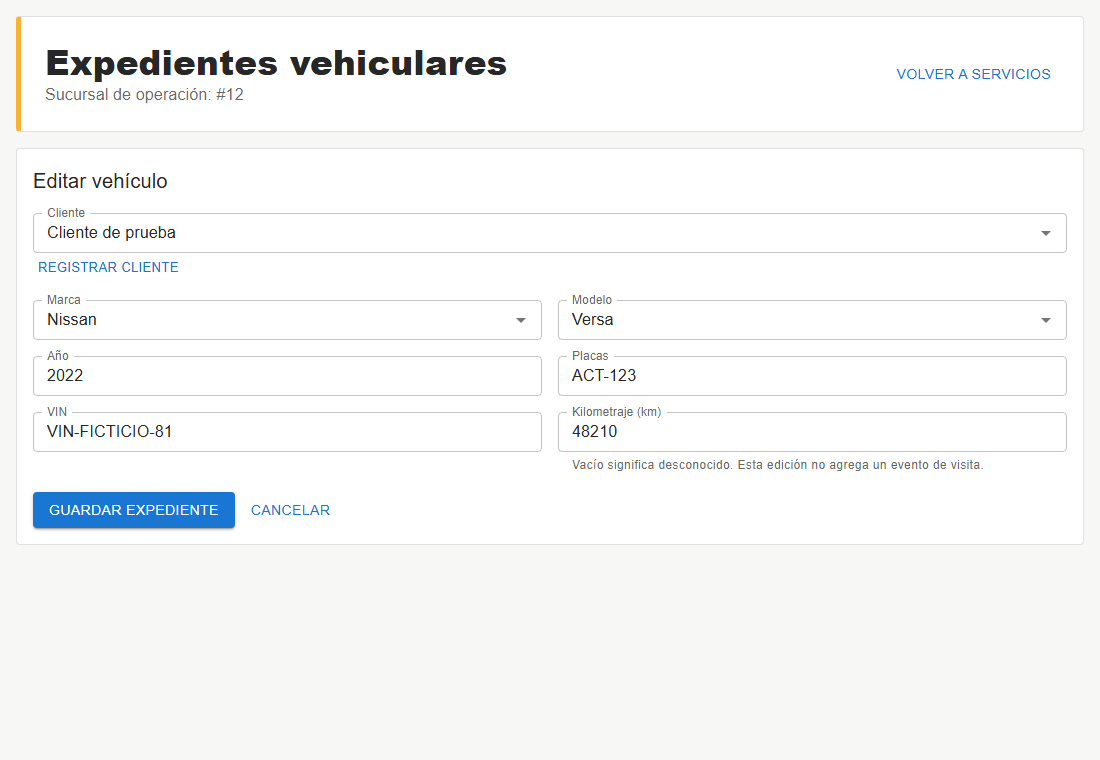 Expedientes vehiculares
Sucursal de operación: #12
VOLVER A SERVICIOS
Editar vehículo
Cliente
Cliente de prueba
REGISTRAR CLIENTE
Marca
Nissan
Modelo
Versa
Año
2022
Placas
ACT-123
VIN
VIN-FICTICIO-81
Kilometraje (km)
48210
Vacío significa desconocido. Esta edición no agrega un evento de visita.
GUARDAR EXPEDIENTE
CANCELAR